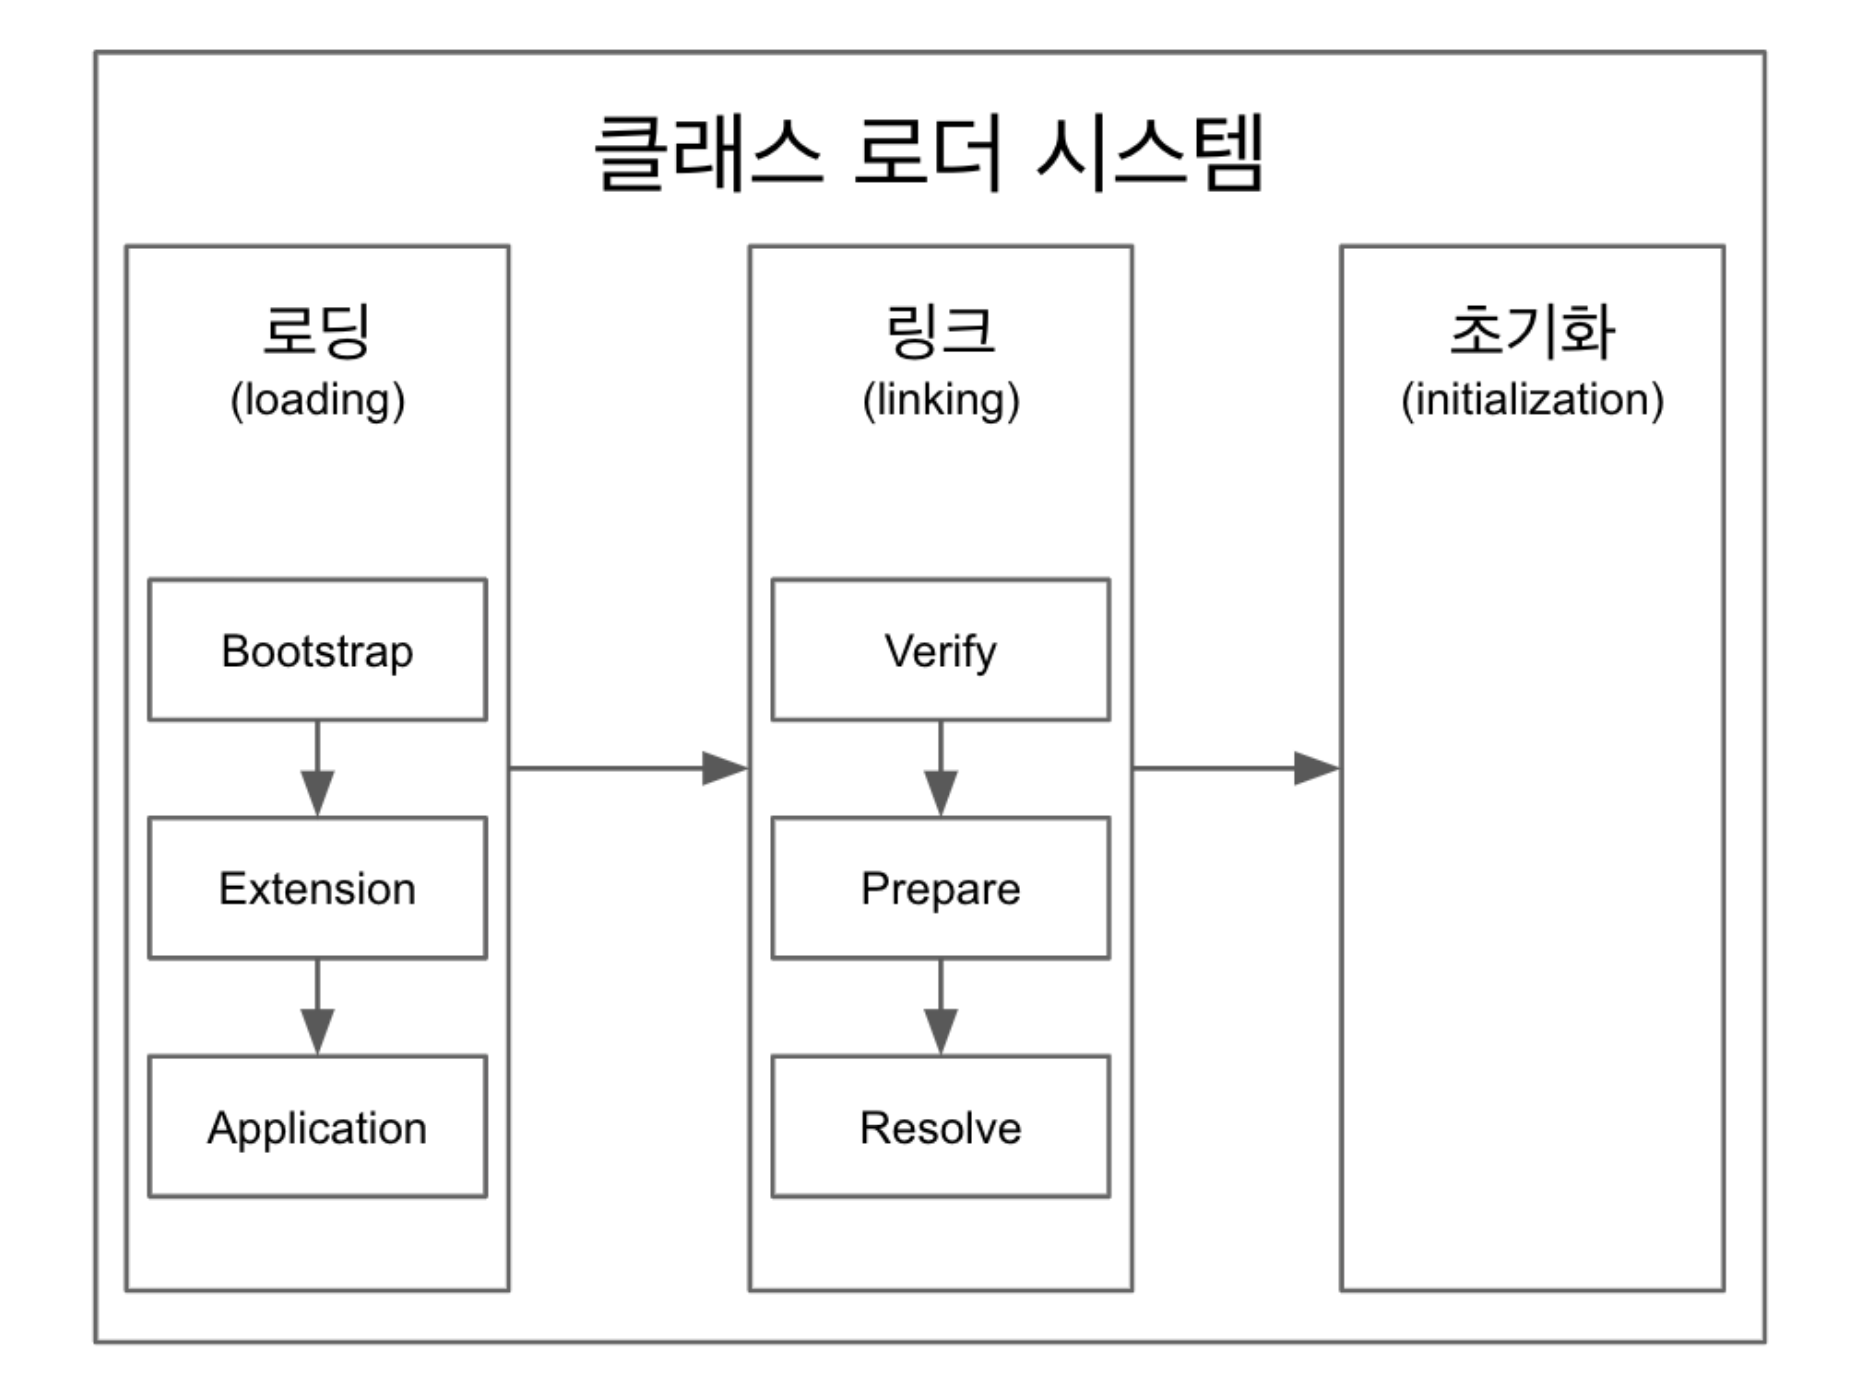 클래스 로더 시스템
로딩
(loading)
Bootstrap
Extension
Application
링크
(linking)
Verify
Prepare
Resolve
초기화
(initialization)